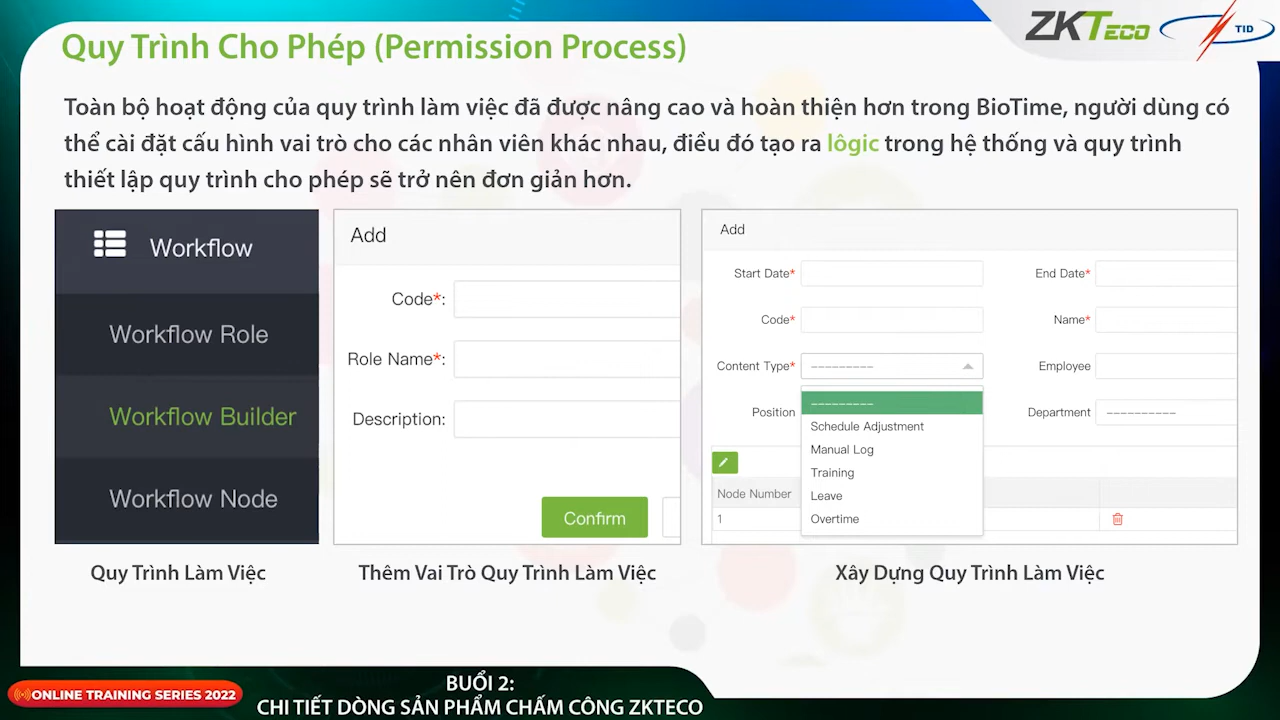 ZKTECO
TID
Quy Trình Cho Phép (Permission Process)
Toàn bộ hoạt động của quy trình làm việc đã được nâng cao và hoàn thiện hơn trong BioTime, người dùng có
thể cài đặt cấu hình vai trò cho các nhân viên khác nhau, điều đó tạo ra lôgic trong hệ thống và quy trình
thiết lập quy trình cho phép sẽ trở nên đơn giản hơn.
Workflow
Workflow Role
Workflow Builder
Workflow Node
Quy Trình Làm Việc
Add
Code*:
Role Name*:
Description:
Confirm
Thêm Vai Trò Quy Trình Làm Việc
Add
Start Date* End Date*
Code* Name*
Content Type* --------- Employee
Position --------- Department ----------
Schedule Adjustment
Manual Log
Training
Leave
Overtime
Node Number
1
Xây Dựng Quy Trình Làm Việc
ONLINE TRAINING SERIES 2022
BUỔI 2:
CHI TIẾT DÒNG SẢN PHẨM CHẤM CÔNG ZKTECO